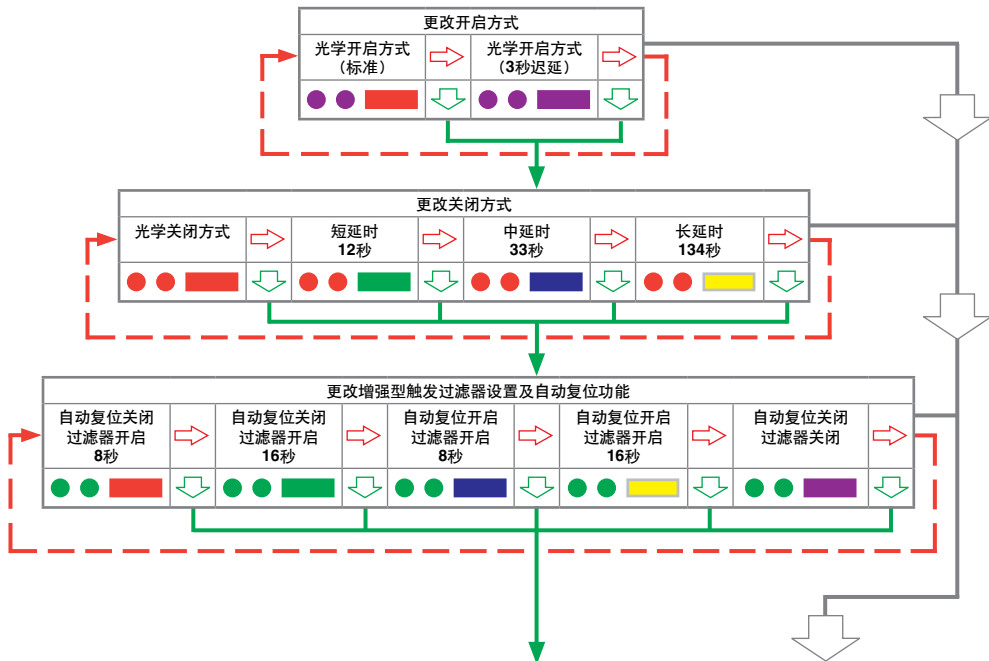 更改开启方式
光学开启方式
（标准）
光学开启方式
（3秒迟延）
更改关闭方式
光学关闭方式
短延时
12秒
中延时
33秒
长延时
134秒
更改增强型触发过滤器设置及自动复位功能
自动复位关闭
过滤器开启
8秒
自动复位关闭
过滤器开启
16秒
自动复位开启
过滤器开启
8秒
自动复位开启
过滤器开启
16秒
自动复位关闭
过滤器关闭